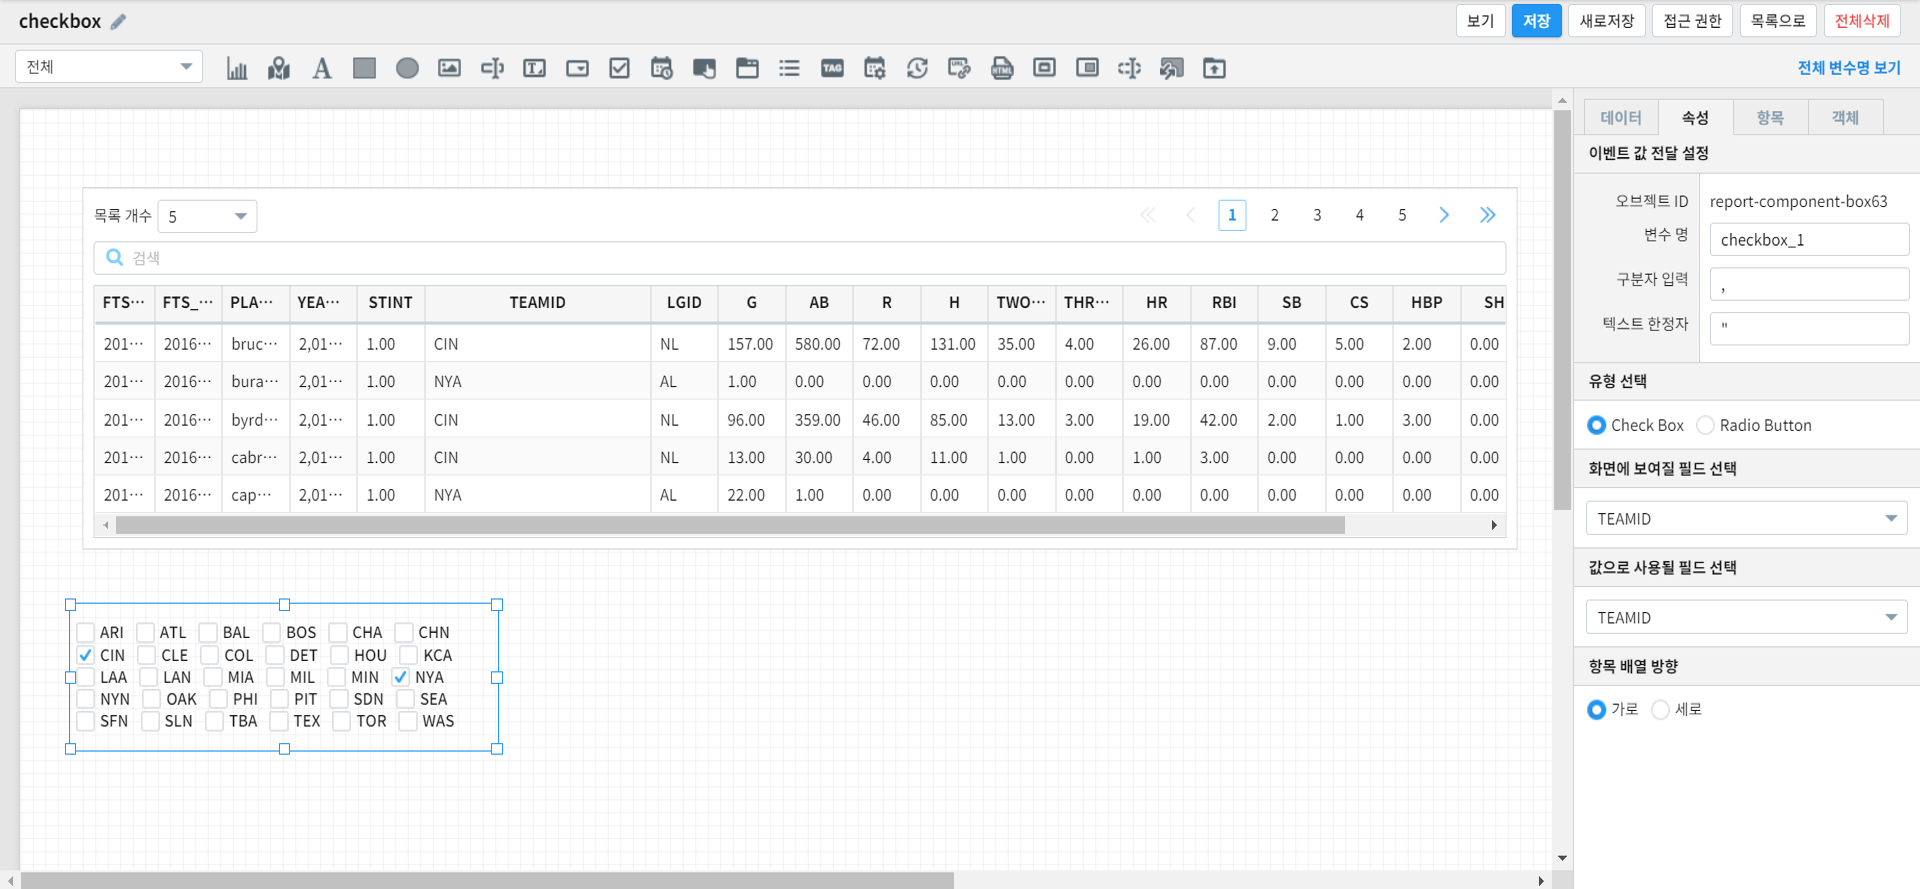 checkbox
보기 저장 새로저장 접근 권한 목록으로 전체삭제
전체
A T TAG URL HTML
전체 변수명 보기
목록 개수 5
1 2 3 4 5
검색
FTS··· FTS_··· PLA··· YEA··· STINT TEAMID LGID G AB R H TWO··· THR··· HR RBI SB CS HBP SH
201··· 2016··· bruc··· 2,01··· 1.00 CIN NL 157.00 580.00 72.00 131.00 35.00 4.00 26.00 87.00 9.00 5.00 2.00 0.00
201··· 2016··· bura··· 2,01··· 1.00 NYA AL 1.00 0.00 0.00 0.00 0.00 0.00 0.00 0.00 0.00 0.00 0.00 0.00
201··· 2016··· byrd··· 2,01··· 1.00 CIN NL 96.00 359.00 46.00 85.00 13.00 3.00 19.00 42.00 2.00 1.00 3.00 0.00
201··· 2016··· cabr··· 2,01··· 1.00 CIN NL 13.00 30.00 4.00 11.00 1.00 0.00 1.00 3.00 0.00 0.00 0.00 0.00
201··· 2016··· cap··· 2,01··· 1.00 NYA AL 22.00 1.00 0.00 0.00 0.00 0.00 0.00 0.00 0.00 0.00 0.00 0.00
ARI ATL BAL BOS CHA CHN
CIN CLE COL DET HOU KCA
LAA LAN MIA MIL MIN NYA
NYN OAK PHI PIT SDN SEA
SFN SLN TBA TEX TOR WAS
데이터 속성 항목 객체
이벤트 값 전달 설정
오브젝트 ID report-component-box63
변수 명 checkbox_1
구분자 입력 ,
텍스트 한정자 "
유형 선택
Check Box Radio Button
화면에 보여질 필드 선택
TEAMID
값으로 사용될 필드 선택
TEAMID
항목 배열 방향
가로 세로